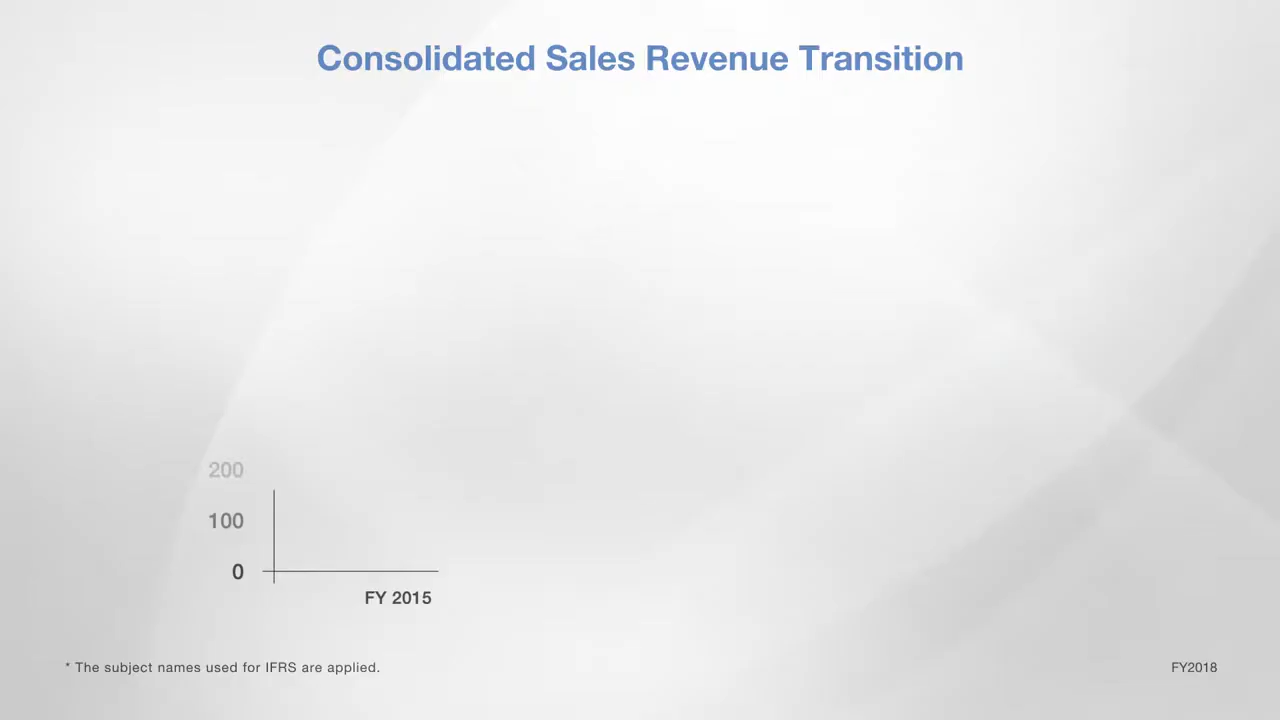 Consolidated Sales Revenue Transition
200
100
0
FY 2015
* The subject names used for IFRS are applied.
FY2018